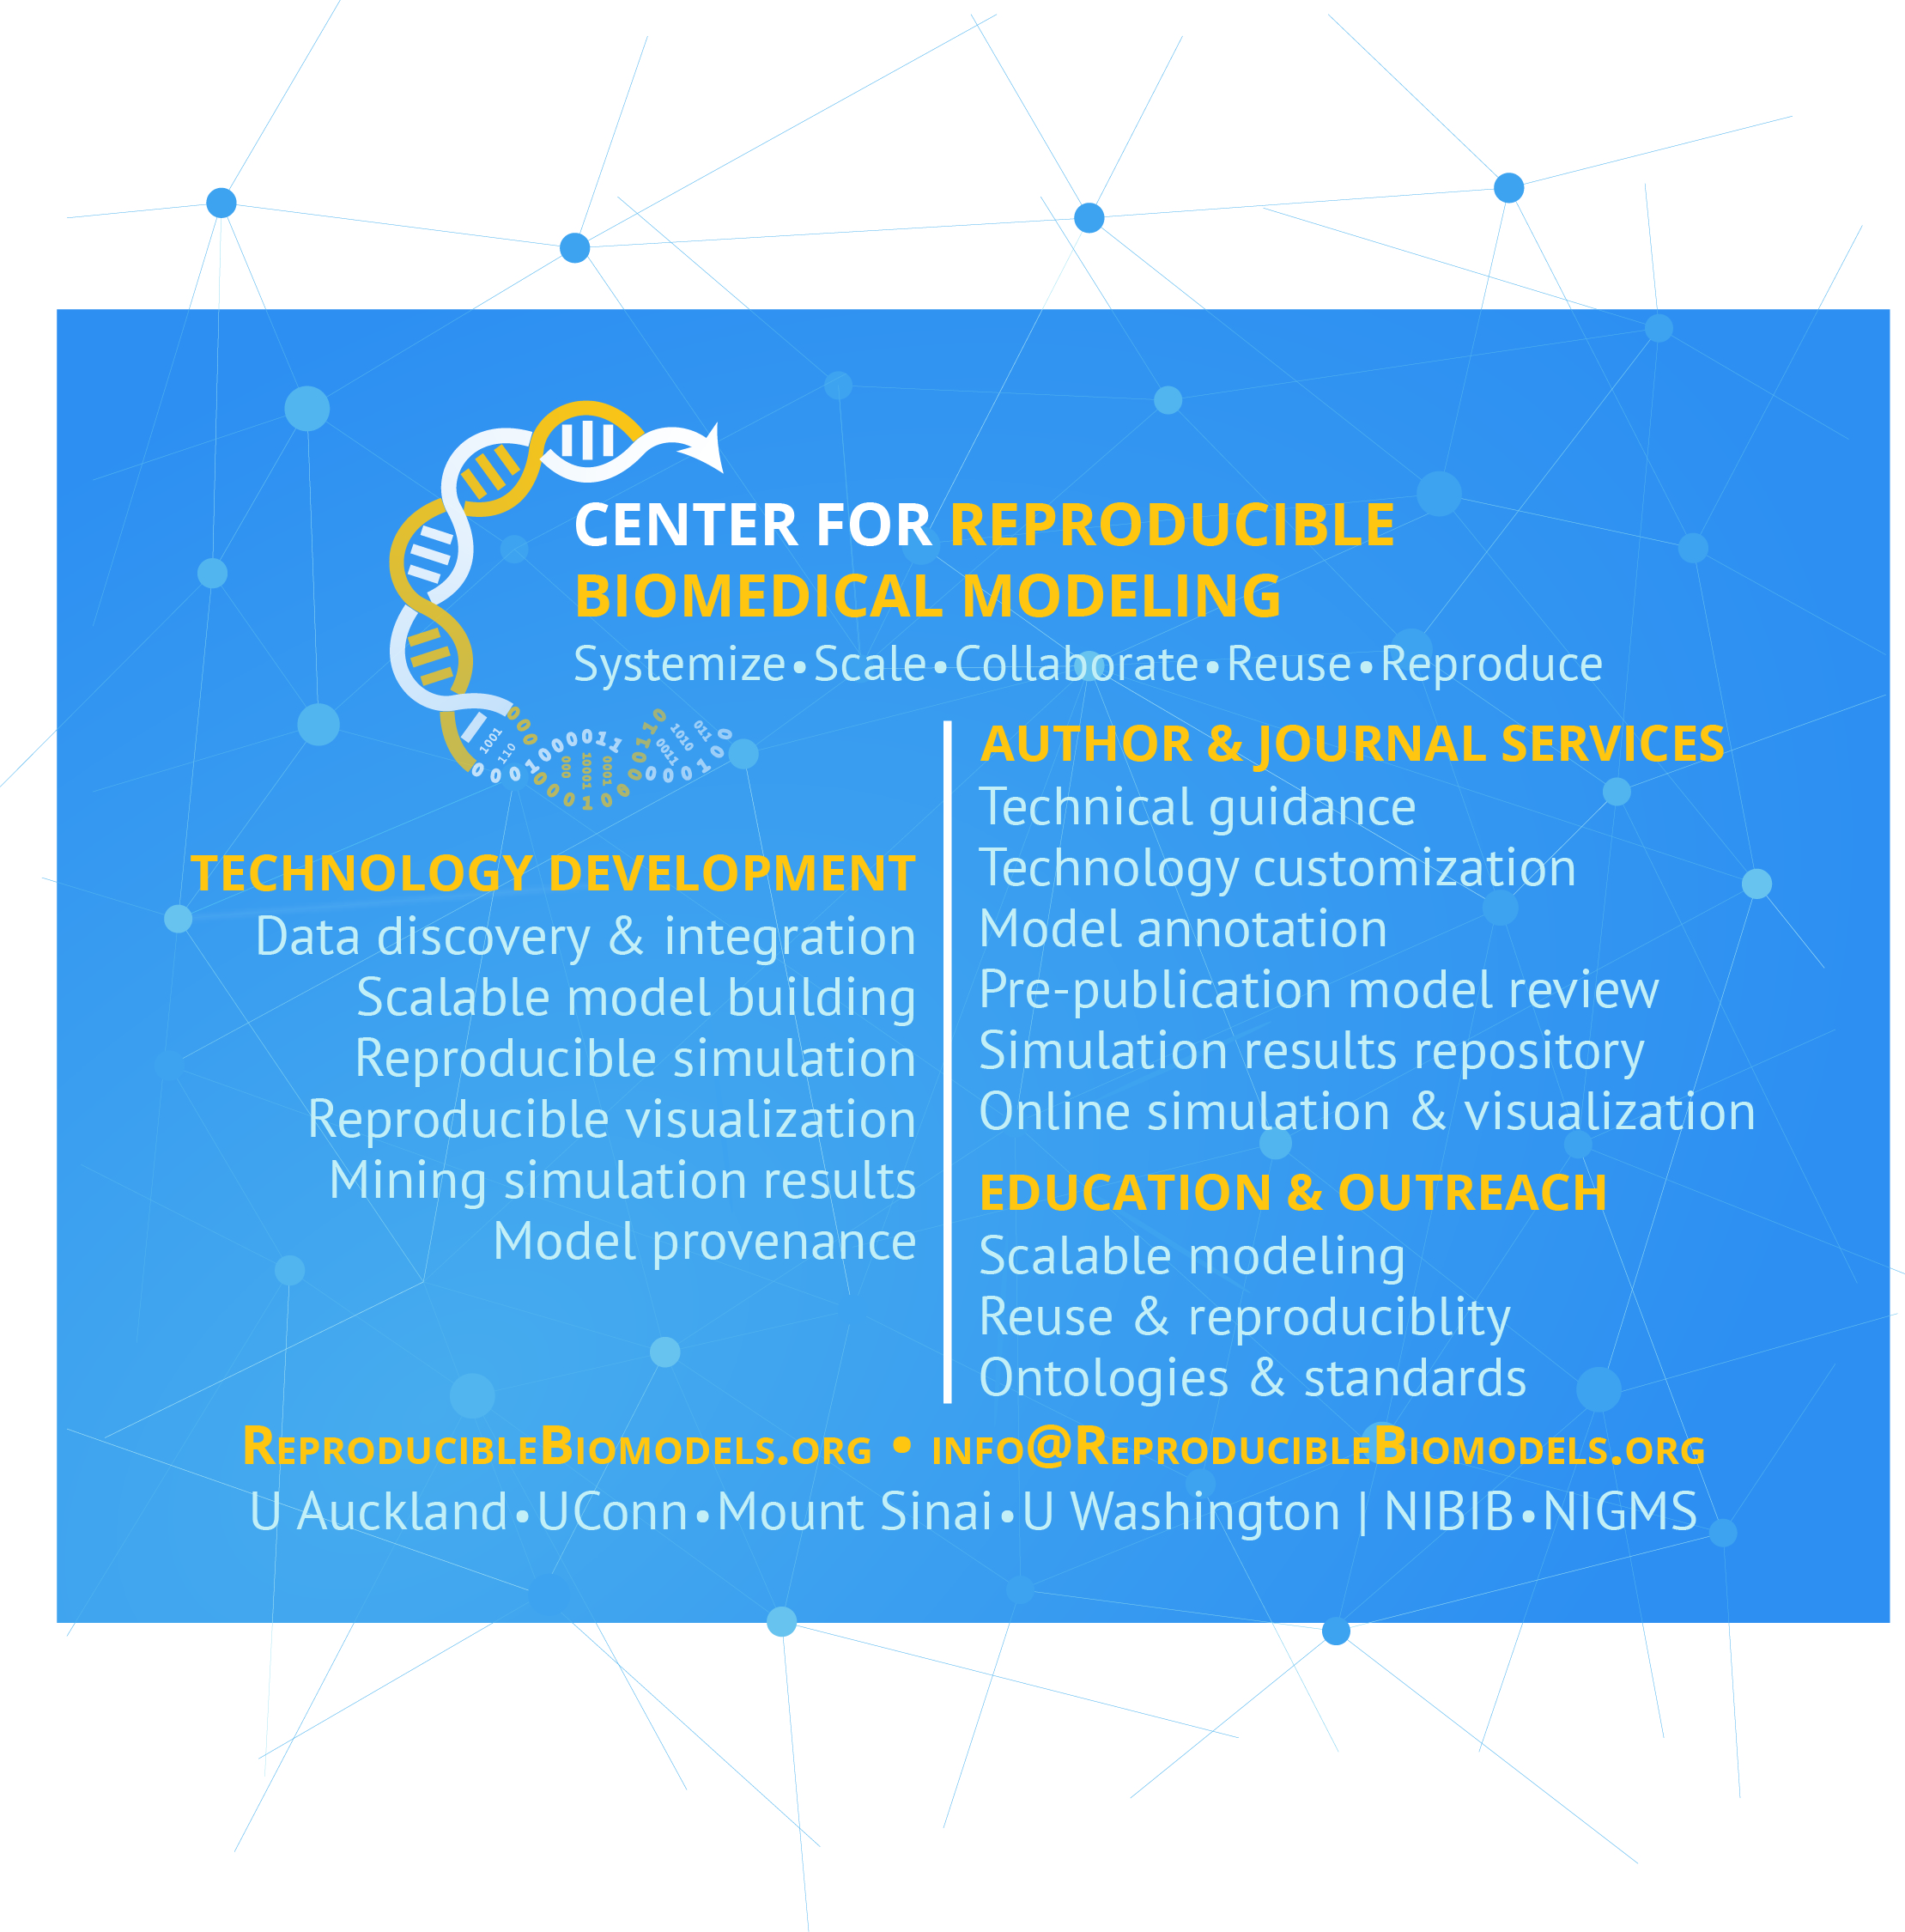 CENTER FOR REPRODUCIBLE
BIOMEDICAL MODELING
Systemize•Scale•Collaborate•Reuse•Reproduce
TECHNOLOGY DEVELOPMENT
Data discovery & integration
Scalable model building
Reproducible simulation
Reproducible visualization
Mining simulation results
Model provenance
AUTHOR & JOURNAL SERVICES
Technical guidance
Technology customization
Model annotation
Pre-publication model review
Simulation results repository
Online simulation & visualization
EDUCATION & OUTREACH
Scalable modeling
Reuse & reproduciblity
Ontologies & standards
ReproducibleBiomodels.org • info@ReproducibleBiomodels.org
U Auckland•UConn•Mount Sinai•U Washington | NIBIB•NIGMS